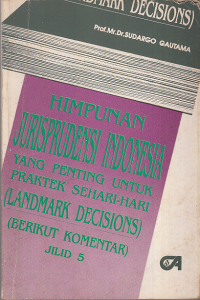 (LANDMARK DECISIONS)
Prof.Mr.Dr.SUDARGO GAUTAMA
HIMPUNAN
JURISPRUDENSI INDONESIA
YANG PENTING UNTUK
PRAKTEK SEHARI-HARI
(LANDMARK DECISIONS)
(BERIKUT KOMENTAR)
JILID 5